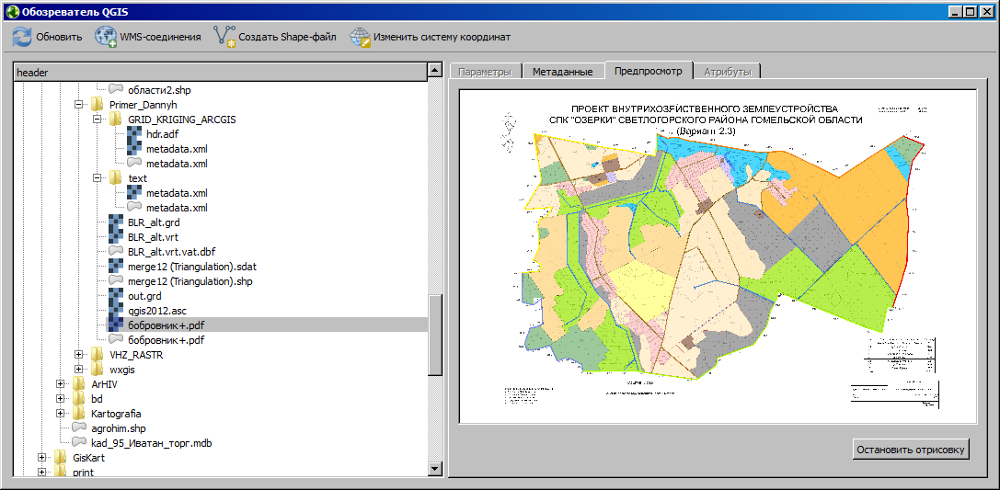 Обозреватель QGIS
Обновить
WMS-соединения
Создать Shape-файл
Изменить систему координат
header
области2.shp
Primer_Dannyh
GRID_KRIGING_ARCGIS
hdr.adf
metadata.xml
metadata.xml
text
metadata.xml
metadata.xml
BLR_alt.grd
BLR_alt.vrt
BLR_alt.vrt.vat.dbf
merge12 (Triangulation).sdat
merge12 (Triangulation).shp
out.grd
qgis2012.asc
бобровник+.pdf
бобровник+.pdf
VHZ_RASTR
wxgis
ArHIV
bd
Kartografia
agrohim.shp
kad_95_Иватан_торг.mdb
GisKart
print
Параметры
Метаданные
Предпросмотр
Атрибуты
ПРОЕКТ ВНУТРИХОЗЯЙСТВЕННОГО ЗЕМЛЕУСТРОЙСТВА
СПК "ОЗЕРКИ" СВЕТЛОГОРСКОГО РАЙОНА ГОМЕЛЬСКОЙ ОБЛАСТИ
(Вариант 2.3)
Остановить отрисовку